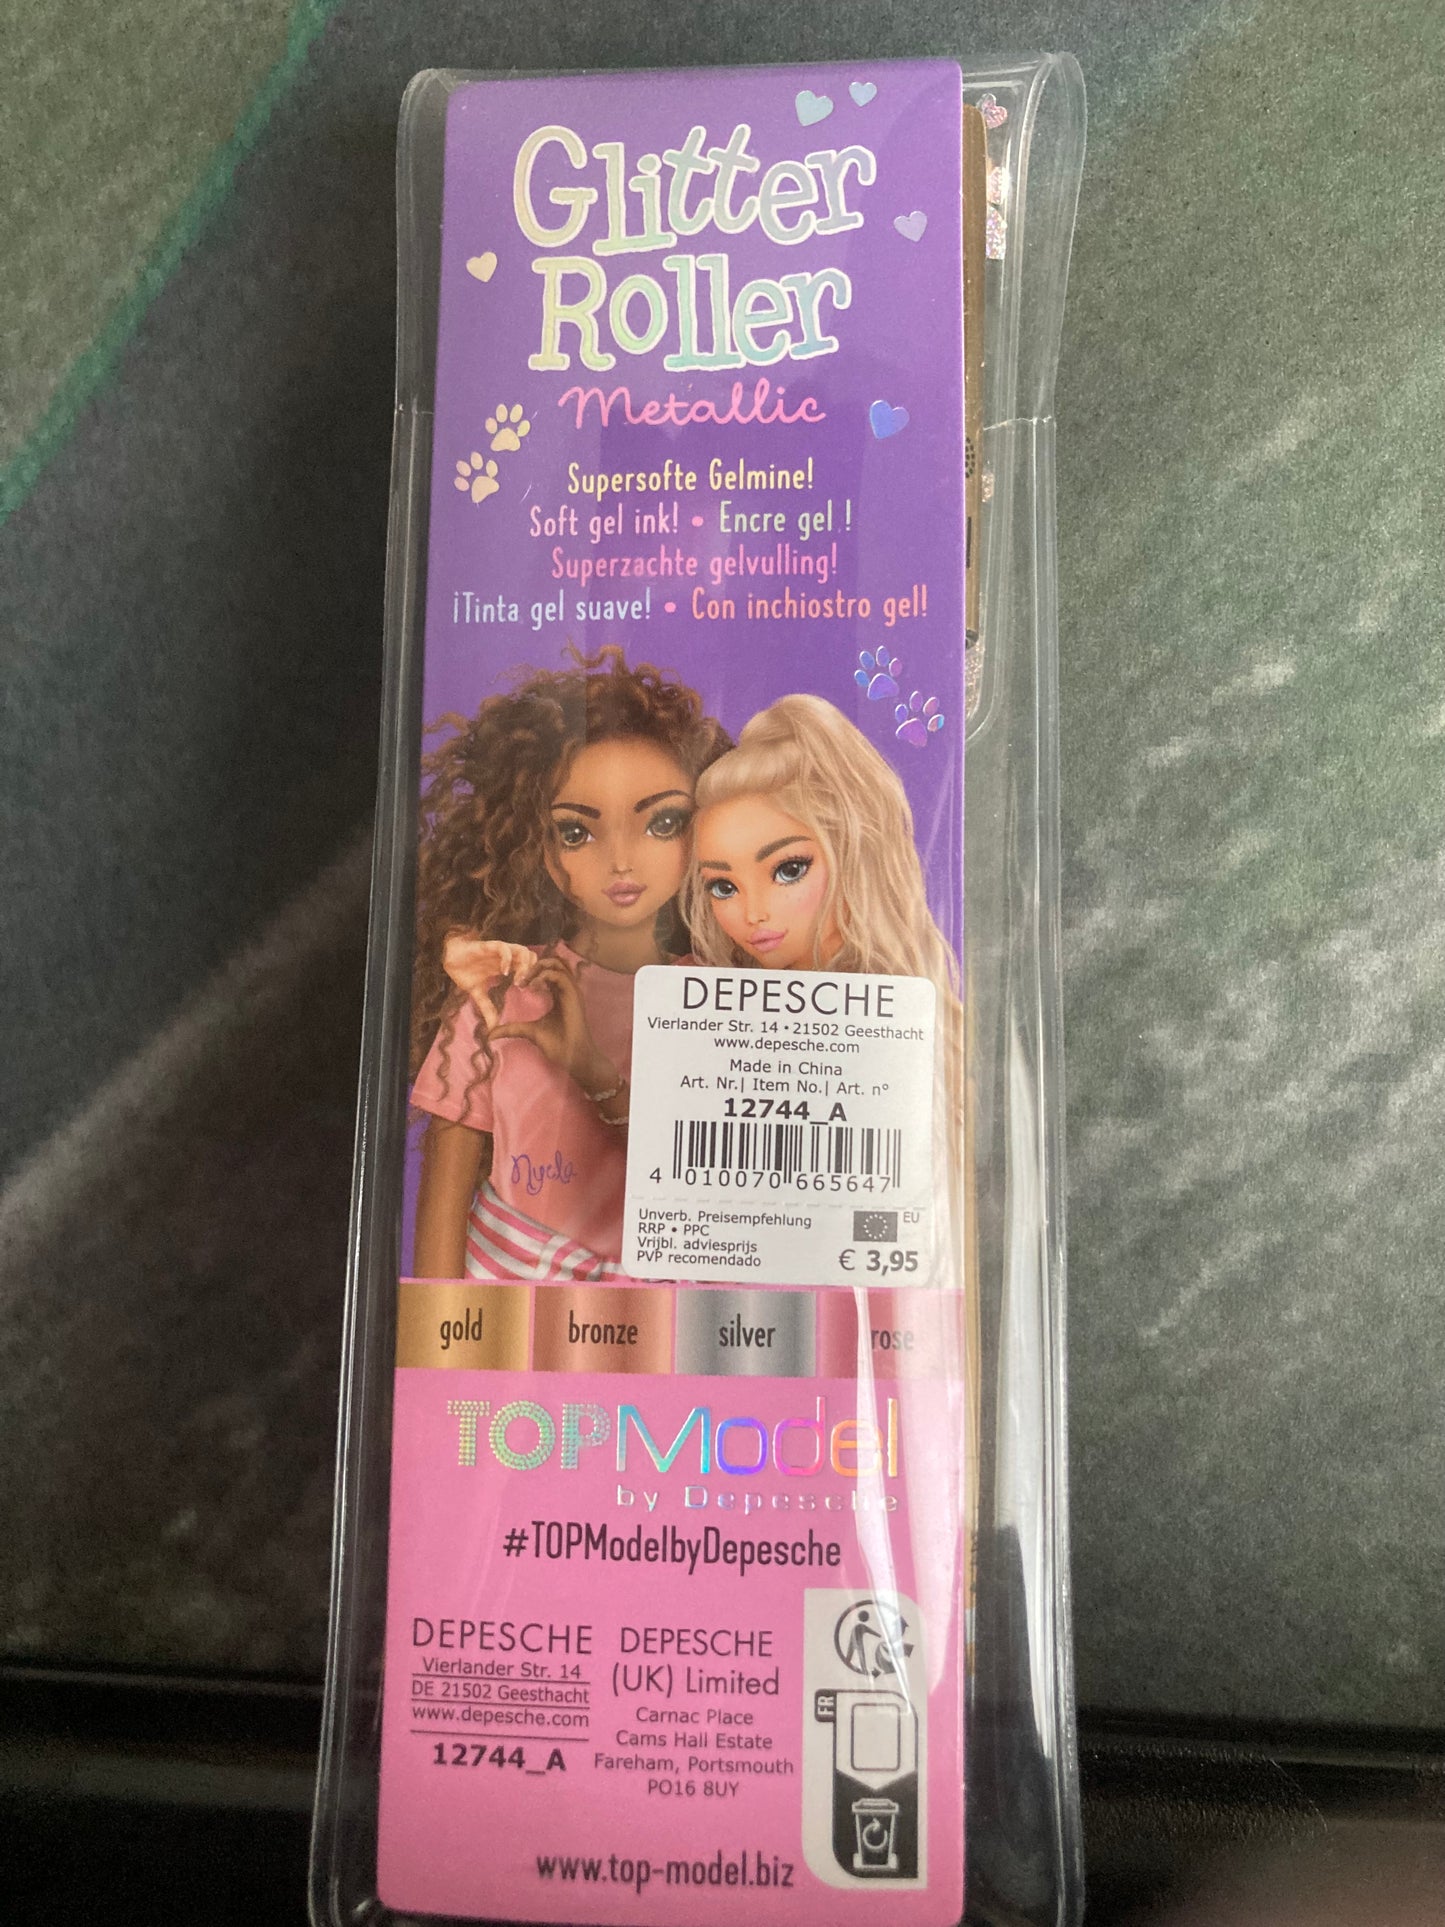 Glitter
Roller
Metallic
Supersofte Gelmine!
Soft gel ink! • Encre gel !
Superzachte gelvulling!
¡Tinta gel suave! • Con inchiostro gel!
Nyela
DEPESCHE
Vierlander Str. 14 • 21502 Geesthacht
www.depesche.com
Made in China
Art. Nr.| Item No.| Art. n°
12744_A
4 010070 665647
Unverb. Preisempfehlung
RRP • PPC
Vrijbl. adviesprijs
PVP recomendado
EU
€ 3,95
gold bronze silver rose
TOPModel
by Depesche
#TOPModelbyDepesche
DEPESCHE
Vierlander Str. 14
DE 21502 Geesthacht
www.depesche.com
12744_A
DEPESCHE
(UK) Limited
Carnac Place
Cams Hall Estate
Fareham, Portsmouth
PO16 8UY
FR
www.top-model.biz